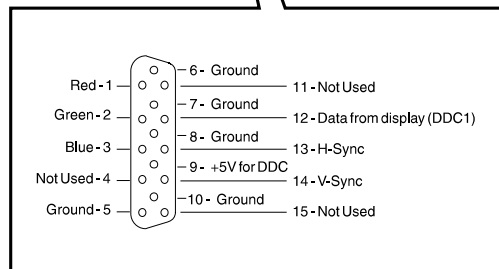 6 - Ground
Red - 1
11 - Not Used
7 - Ground
Green - 2
12 - Data from display (DDC1)
8 - Ground
Blue - 3
13 - H-Sync
9 - +5V for DDC
Not Used - 4
14 - V-Sync
10 - Ground
Ground - 5
15 - Not Used